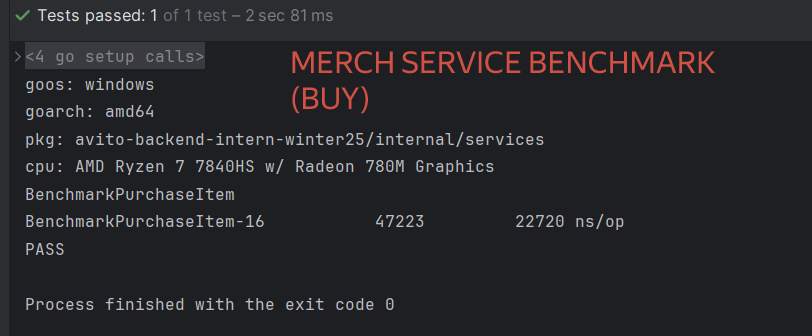 Tests passed: 1 of 1 test – 2 sec 81 ms
<4 go setup calls>
MERCH SERVICE BENCHMARK
(BUY)
goos: windows
goarch: amd64
pkg: avito-backend-intern-winter25/internal/services
cpu: AMD Ryzen 7 7840HS w/ Radeon 780M Graphics
BenchmarkPurchaseItem
BenchmarkPurchaseItem-16 47223 22720 ns/op
PASS
Process finished with the exit code 0